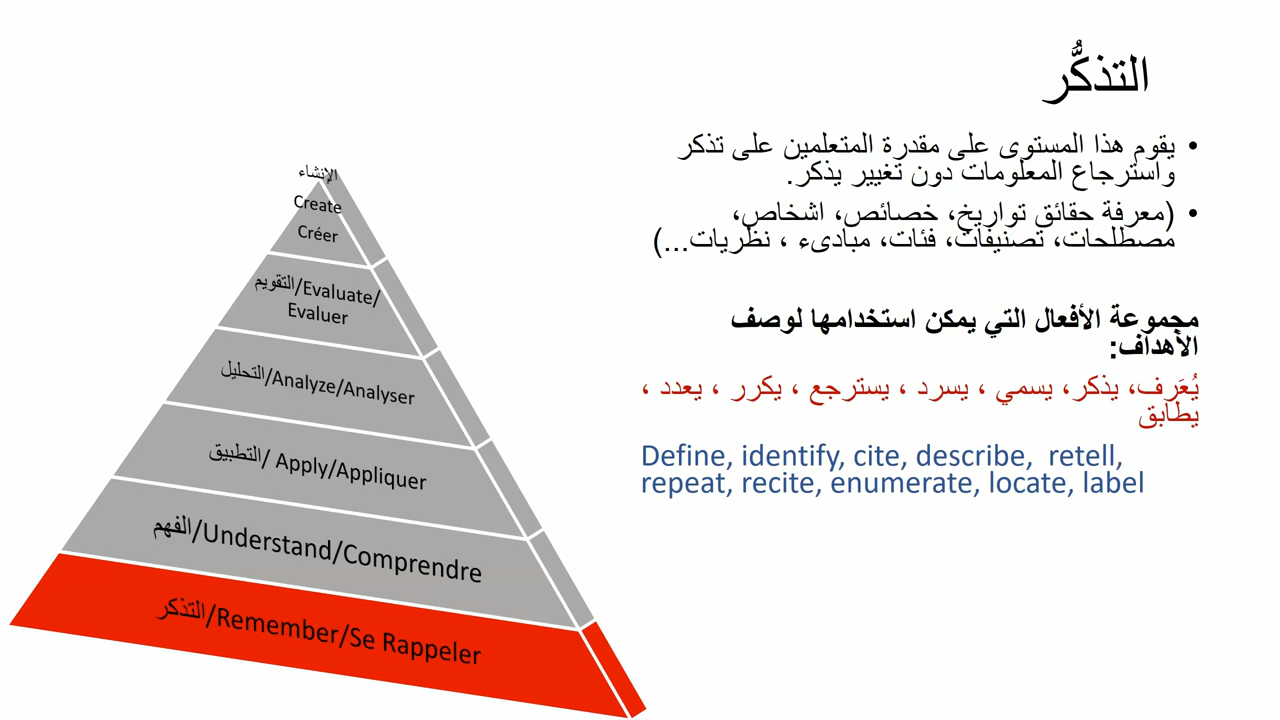 التذكُّر
• يقوم هذا المستوى على مقدرة المتعلمين على تذكر
واسترجاع المعلومات دون تغيير يذكر.
• (معرفة حقائق تواريخ، خصائص، اشخاص،
مصطلحات، تصنيفات، فئات، مبادىء ، نظريات...)
مجموعة الأفعال التي يمكن استخدامها لوصف
الأهداف:
يُعَرف، يذكر، يسمي ، يسرد ، يسترجع ، يكرر ، يعدد ،
يطابق
Define, identify, cite, describe, retell,
repeat, recite, enumerate, locate, label
الإنشاء
Create
Créer
التقويم/Evaluate/
Evaluer
التحليل/Analyze/Analyser
التطبيق/ Apply/Appliquer
الفهم/Understand/Comprendre
التذكر/Remember/Se Rappeler